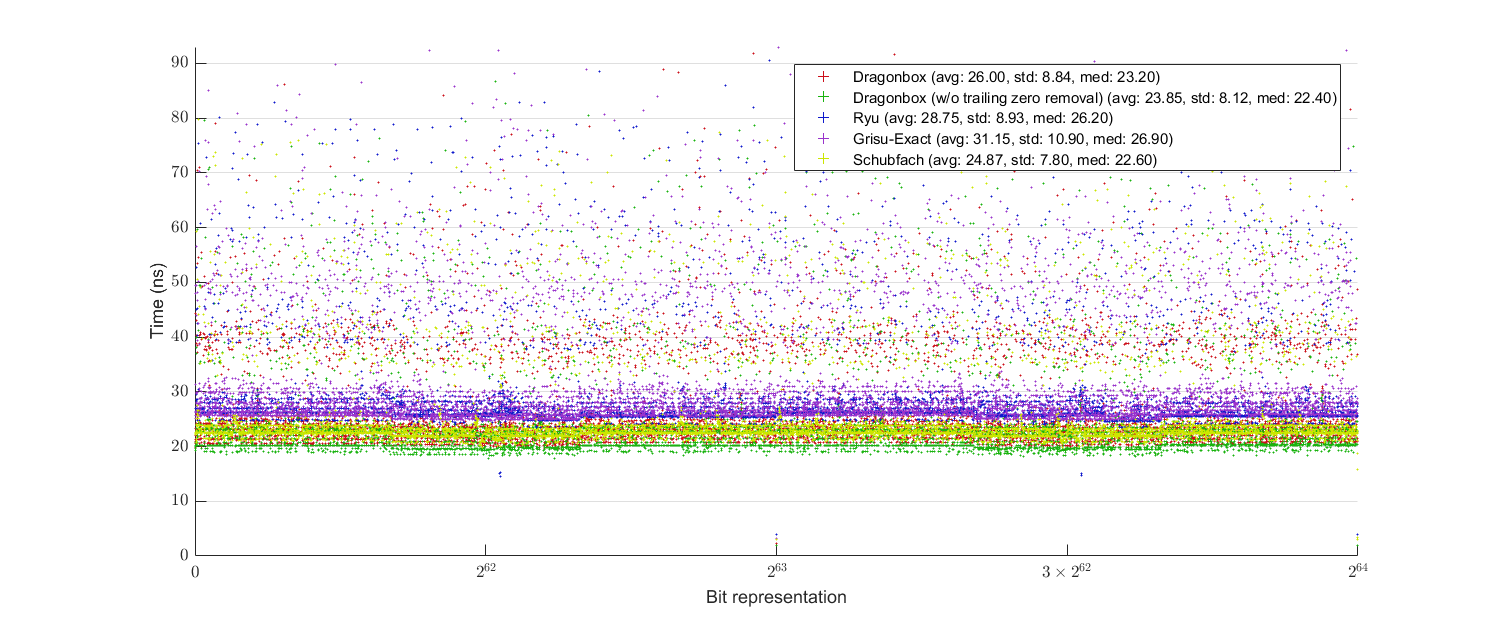 90
80
70
60
50
40
30
20
10
0
Time (ns)
Dragonbox (avg: 26.00, std: 8.84, med: 23.20)
Dragonbox (w/o trailing zero removal) (avg: 23.85, std: 8.12, med: 22.40)
Ryu (avg: 28.75, std: 8.93, med: 26.20)
Grisu-Exact (avg: 31.15, std: 10.90, med: 26.90)
Schubfach (avg: 24.87, std: 7.80, med: 22.60)
0 2^62 2^63 3 × 2^62 2^64
Bit representation